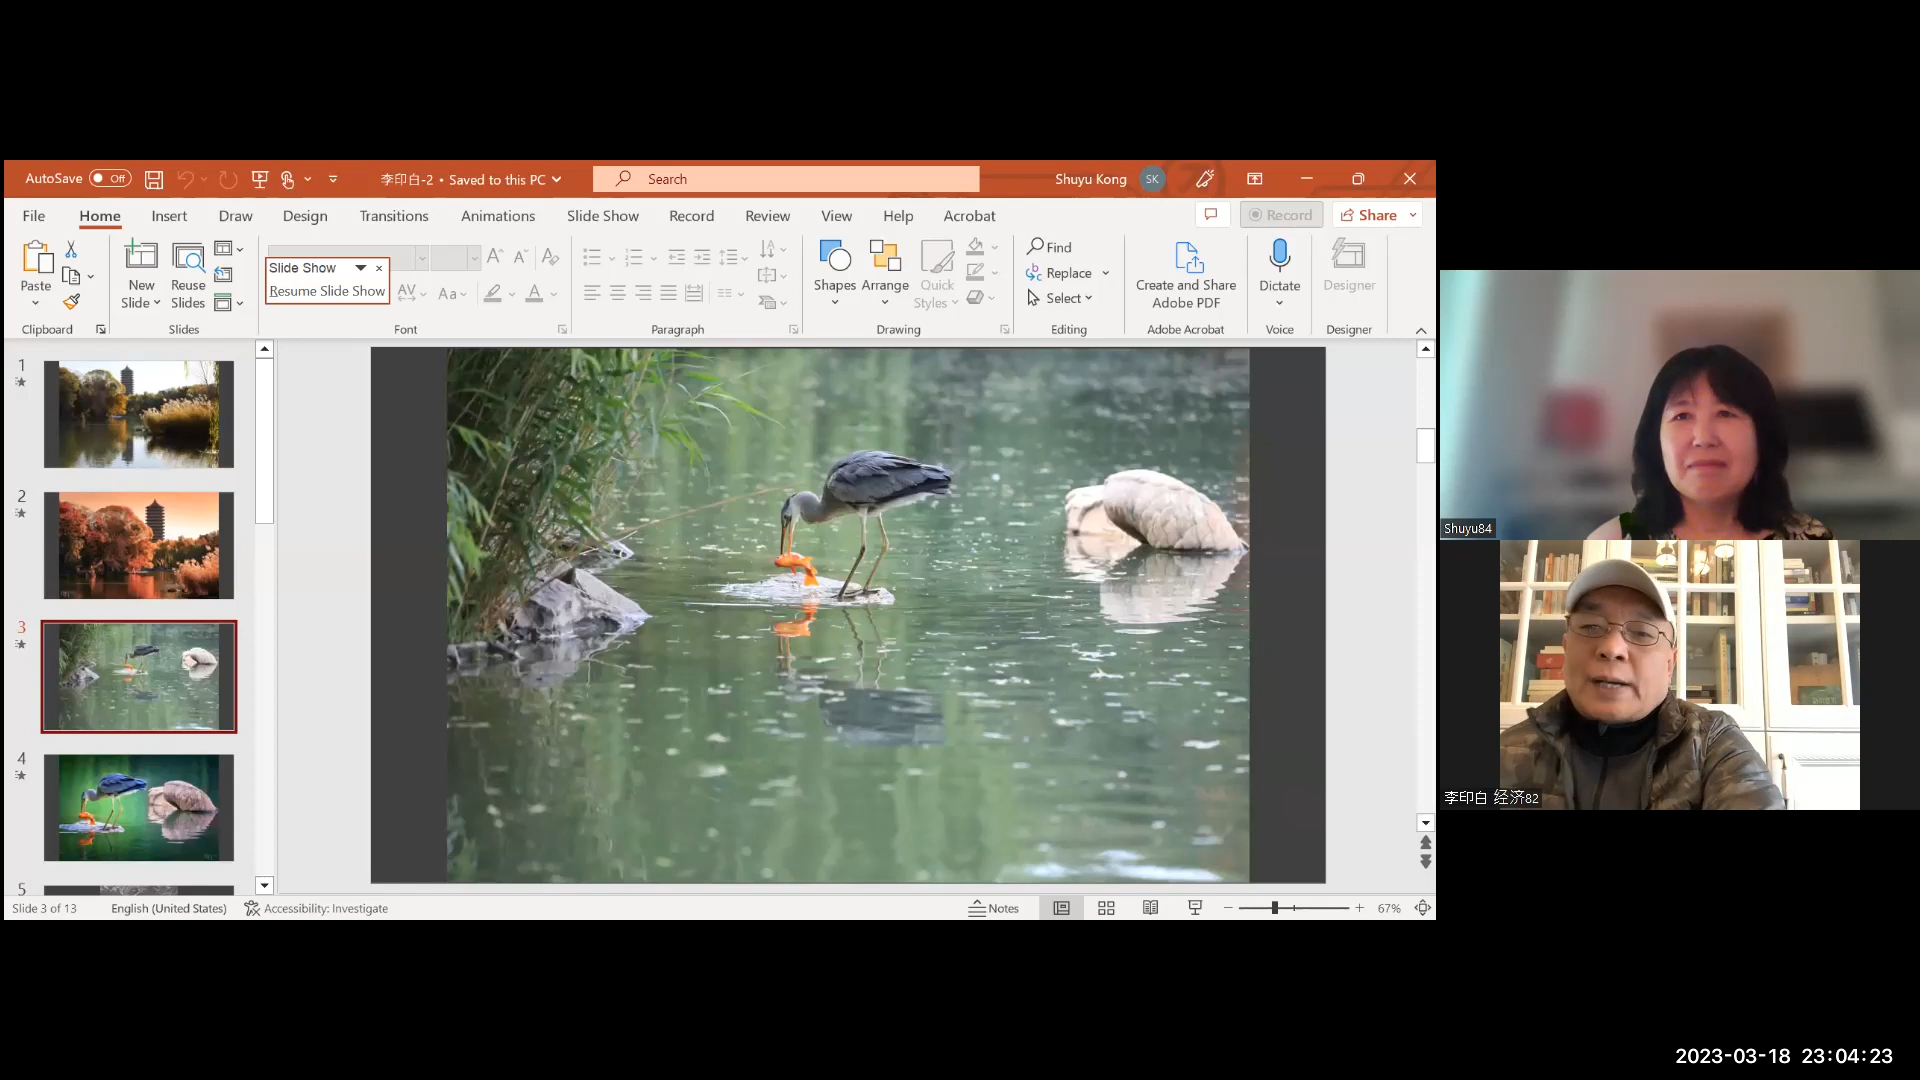 AutoSave Off 李印白-2 • Saved to this PC Search Shuyu Kong SK
File Home Insert Draw Design Transitions Animations Slide Show Record Review View Help Acrobat Record Share
Paste
New
Slide
Reuse
Slides
Slide Show
Resume Slide Show
Aa
Shapes Arrange Quick
Styles
Find
Replace
Select
Create and Share
Adobe PDF
Dictate
Designer
Clipboard Slides Font Paragraph Drawing Editing Adobe Acrobat Voice Designer
1
2
3
4
5
Slide 3 of 13 English (United States) Accessibility: Investigate Notes 67%
Shuyu84
李印白 经济82
2023-03-18 23:04:23